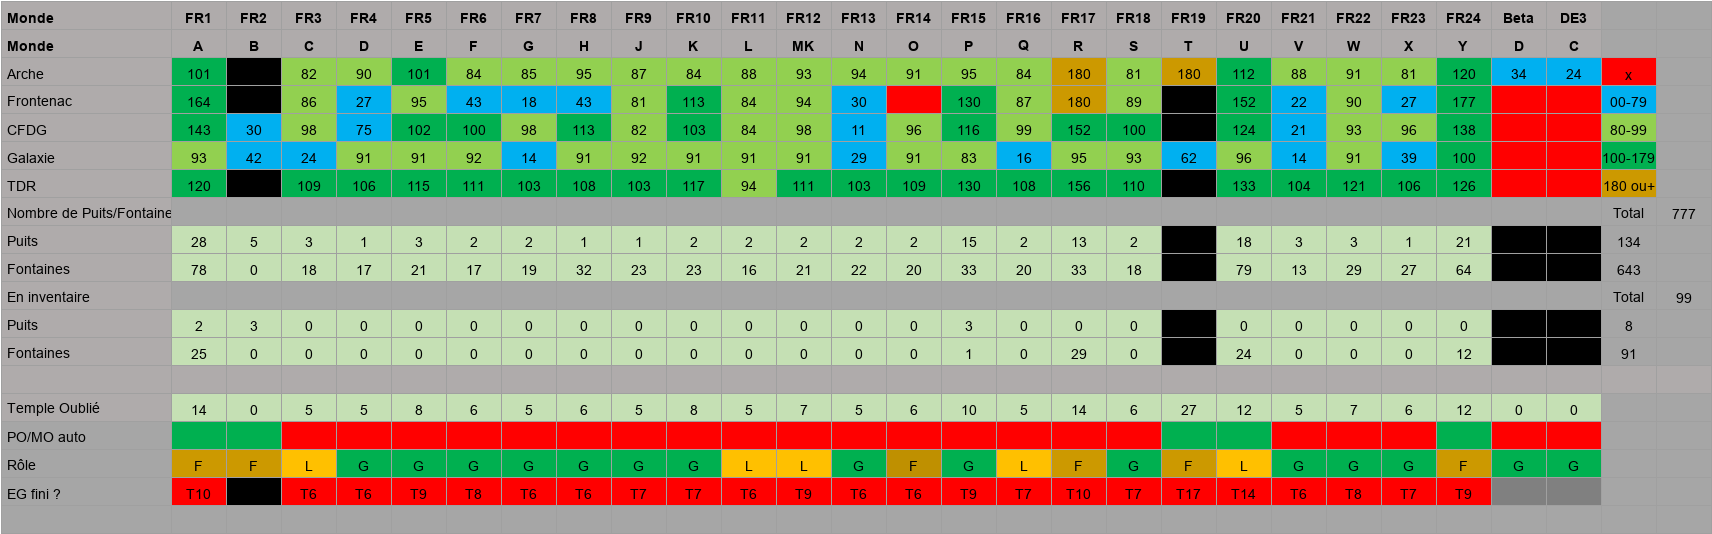 Monde FR1 FR2 FR3 FR4 FR5 FR6 FR7 FR8 FR9 FR10 FR11 FR12 FR13 FR14 FR15 FR16 FR17 FR18 FR19 FR20 FR21 FR22 FR23 FR24 Beta DE3
Monde A B C D E F G H J K L MK N O P Q R S T U V W X Y D C
Arche 101 82 90 101 84 85 95 87 84 88 93 94 91 95 84 180 81 180 112 88 91 81 120 34 24 x
Frontenac 164 86 27 95 43 18 43 81 113 84 94 30 130 87 180 89 152 22 90 27 177 00-79
CFDG 143 30 98 75 102 100 98 113 82 103 84 98 11 96 116 99 152 100 124 21 93 96 138 80-99
Galaxie 93 42 24 91 91 92 14 91 92 91 91 91 29 91 83 16 95 93 62 96 14 91 39 100 100-179
TDR 120 109 106 115 111 103 108 103 117 94 111 103 109 130 108 156 110 133 104 121 106 126 180 ou+
Nombre de Puits/Fontaine Total 777
Puits 28 5 3 1 3 2 2 1 1 2 2 2 2 2 15 2 13 2 18 3 3 1 21 134
Fontaines 78 0 18 17 21 17 19 32 23 23 16 21 22 20 33 20 33 18 79 13 29 27 64 643
En inventaire Total 99
Puits 2 3 0 0 0 0 0 0 0 0 0 0 0 0 3 0 0 0 0 0 0 0 0 8
Fontaines 25 0 0 0 0 0 0 0 0 0 0 0 0 0 1 0 29 0 24 0 0 0 12 91
Temple Oublié 14 0 5 5 8 6 5 6 5 8 5 7 5 6 10 5 14 6 27 12 5 7 6 12 0 0
PO/MO auto
Rôle F F L G G G G G G G L L G F G L F G F L G G G F G G
EG fini ? T10 T6 T6 T9 T8 T6 T6 T7 T7 T6 T9 T6 T6 T9 T7 T10 T7 T17 T14 T6 T8 T7 T9